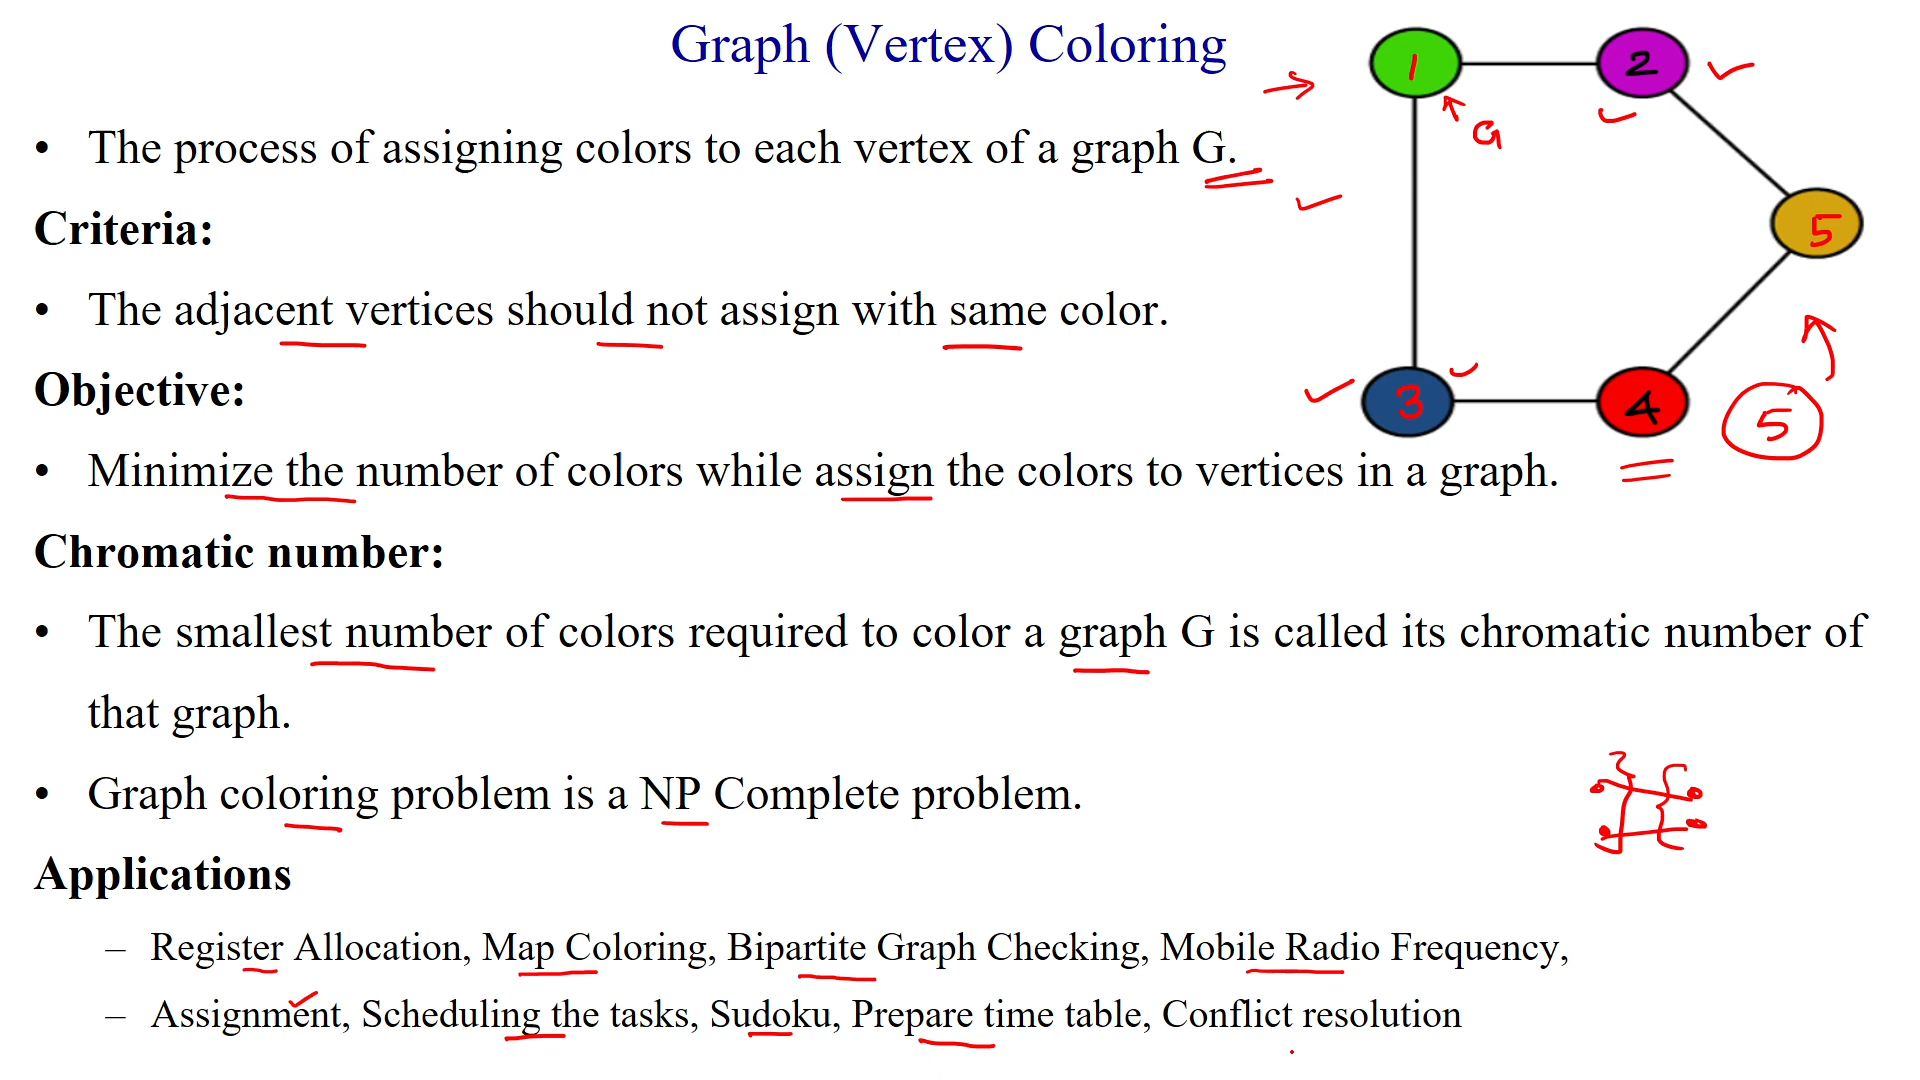 Graph (Vertex) Coloring
• The process of assigning colors to each vertex of a graph G.
Criteria:
• The adjacent vertices should not assign with same color.
Objective:
• Minimize the number of colors while assign the colors to vertices in a graph.
Chromatic number:
• The smallest number of colors required to color a graph G is called its chromatic number of
that graph.
• Graph coloring problem is a NP Complete problem.
Applications
– Register Allocation, Map Coloring, Bipartite Graph Checking, Mobile Radio Frequency,
– Assignment, Scheduling the tasks, Sudoku, Prepare time table, Conflict resolution
1
2
G
5
3
4
5